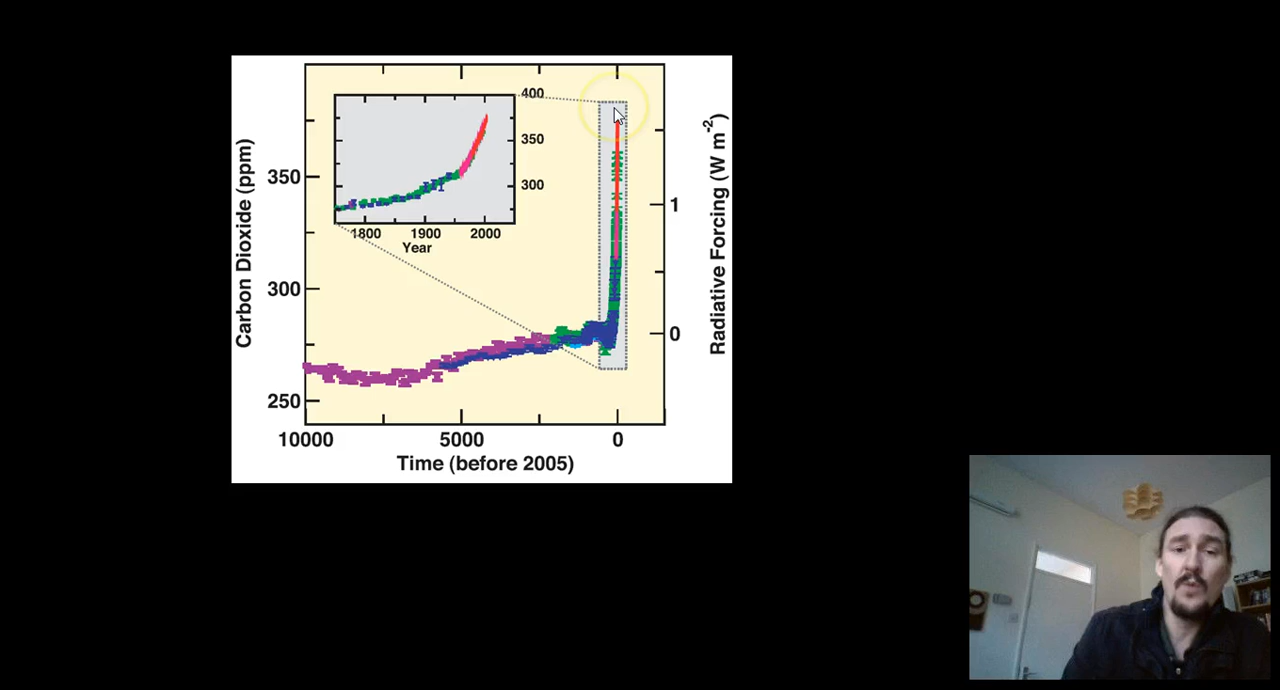 400
350
300
1800 1900 2000
Year
350
300
250
Carbon Dioxide (ppm)
1
0
Radiative Forcing (W m-2)
10000 5000 0
Time (before 2005)